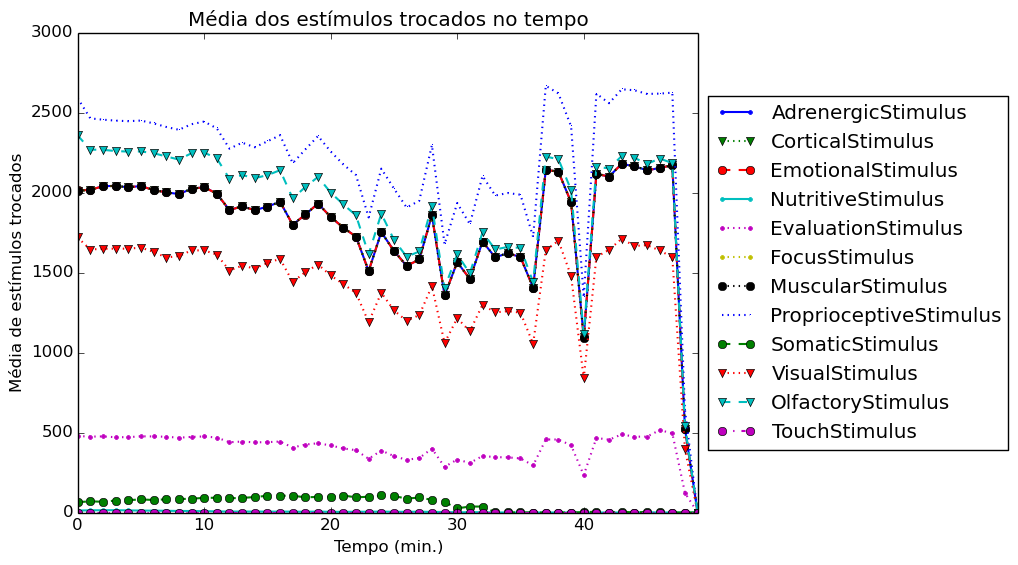 Média dos estímulos trocados no tempo
3000
2500
2000
1500
1000
500
0
Média de estímulos trocados
0 10 20 30 40
Tempo (min.)
AdrenergicStimulus
CorticalStimulus
EmotionalStimulus
NutritiveStimulus
EvaluationStimulus
FocusStimulus
MuscularStimulus
ProprioceptiveStimulus
SomaticStimulus
VisualStimulus
OlfactoryStimulus
TouchStimulus